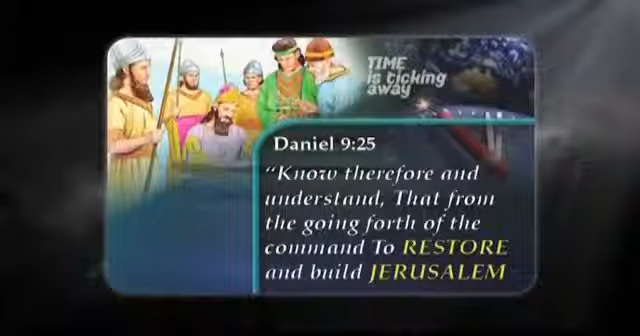 TIME
is ticking
away
Daniel 9:25
“Know therefore and
understand, That from
the going forth of the
command To RESTORE
and build JERUSALEM